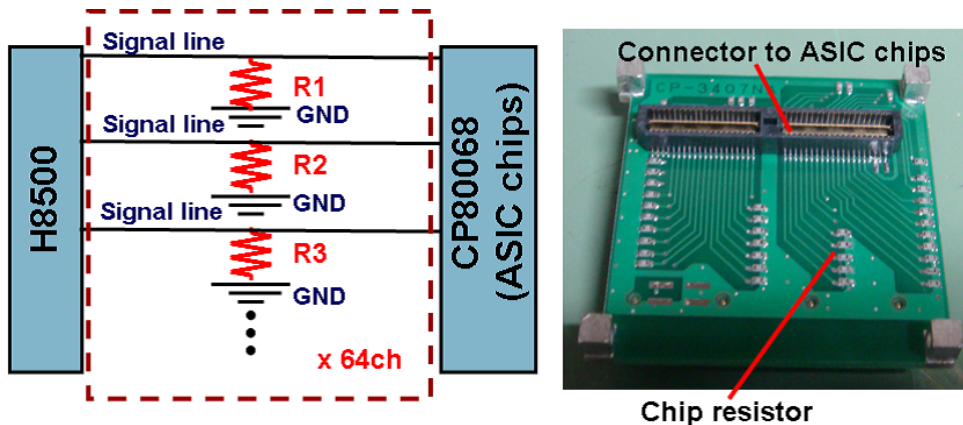 Signal line
R1
GND
Signal line
R2
GND
Signal line
R3
GND
x 64ch
H8500
CP80068
(ASIC chips)
Connector to ASIC chips
CP-3407N
Chip resistor